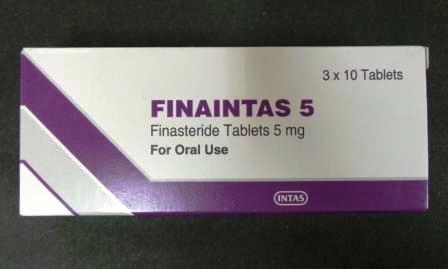 3 x 10 Tablets
FINAINTAS 5
Finasteride Tablets 5 mg
For Oral Use
INTAS